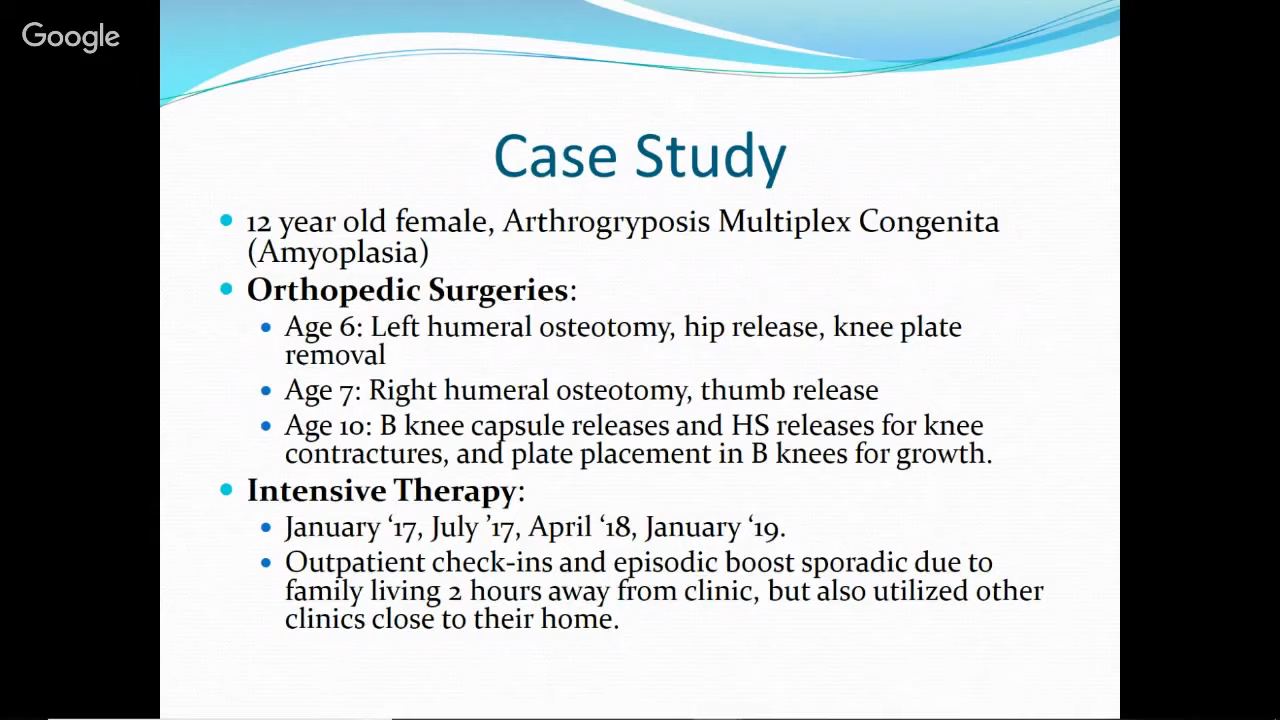 Google
Case Study
12 year old female, Arthrogryposis Multiplex Congenita
(Amyoplasia)
Orthopedic Surgeries:
Age 6: Left humeral osteotomy, hip release, knee plate
removal
Age 7: Right humeral osteotomy, thumb release
Age 10: B knee capsule releases and HS releases for knee
contractures, and plate placement in B knees for growth.
Intensive Therapy:
January ‘17, July ’17, April ‘18, January ‘19.
Outpatient check-ins and episodic boost sporadic due to
family living 2 hours away from clinic, but also utilized other
clinics close to their home.